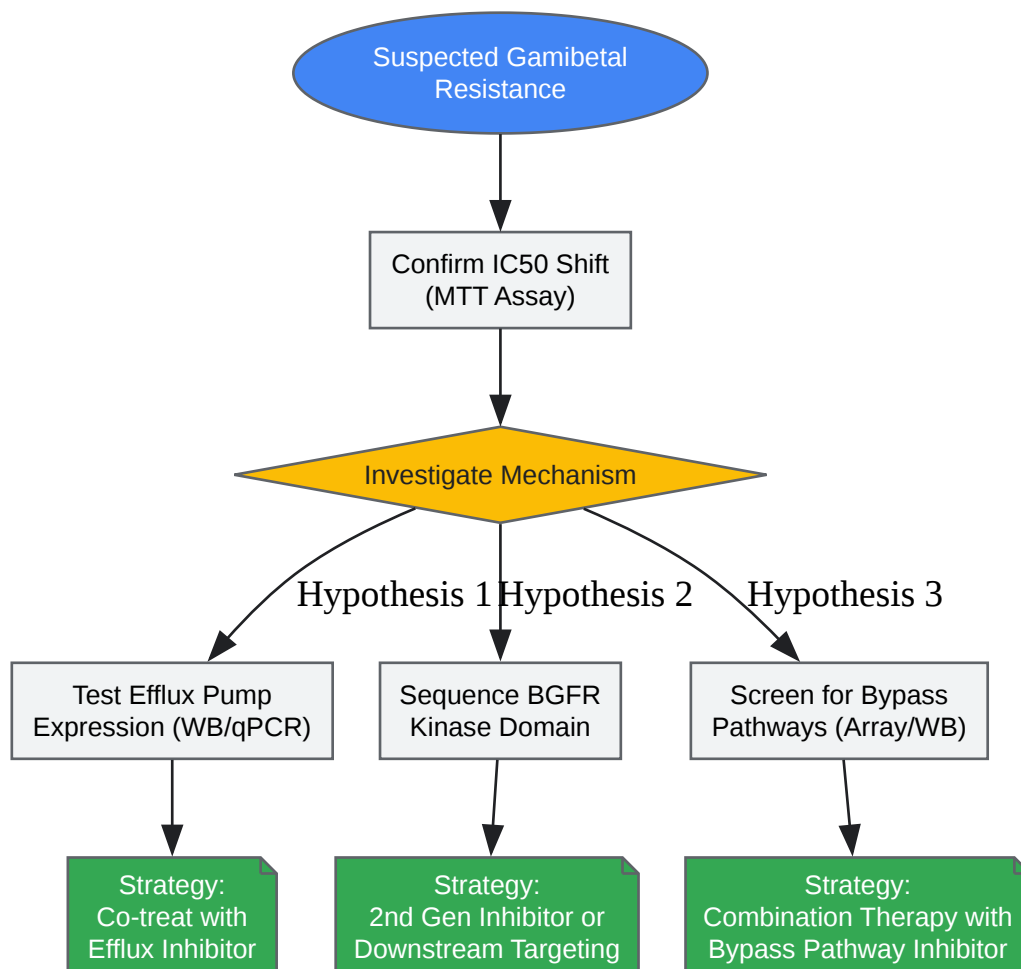 Suspected Gamibetal
Resistance
Confirm IC50 Shift
(MTT Assay)
Investigate Mechanism
Hypothesis 1
Hypothesis 2
Hypothesis 3
Test Efflux Pump
Expression (WB/qPCR)
Sequence BGFR
Kinase Domain
Screen for Bypass
Pathways (Array/WB)
Strategy:
Co-treat with
Efflux Inhibitor
Strategy:
2nd Gen Inhibitor or
Downstream Targeting
Strategy:
Combination Therapy with
Bypass Pathway Inhibitor